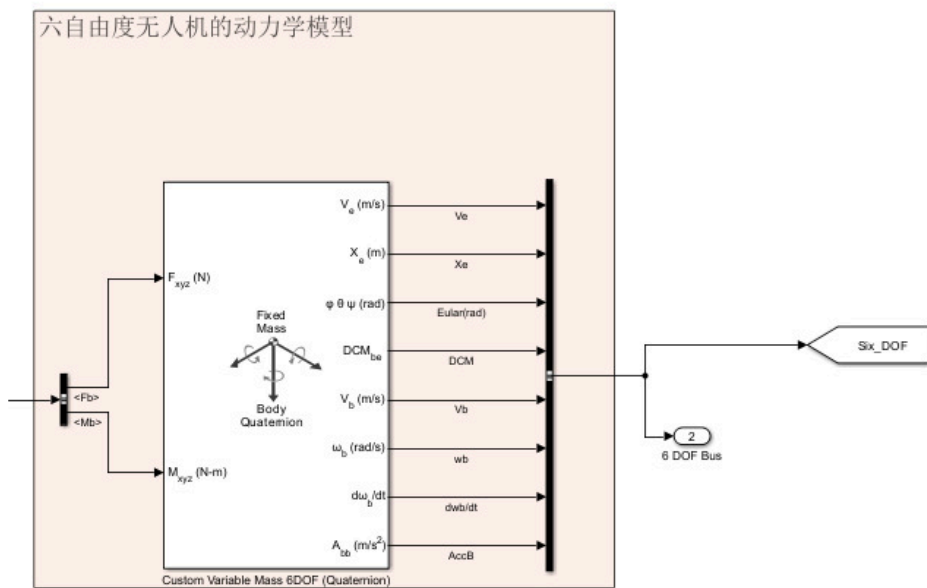 六自由度无人机的动力学模型
V_e (m/s)
Ve
X_e (m)
Xe
F_xyz (N)
φ θ ψ (rad)
Eular(rad)
Fixed
Mass
DCM_be
DCM
Six_DOF
<Fb>
<Mb>
Body
Quaternion
V_b (m/s)
Vb
2
6 DOF Bus
ω_b (rad/s)
wb
M_xyz (N-m)
dω_b/dt
dwb/dt
A_bb (m/s²)
AccB
Custom Variable Mass 6DOF (Quaternion)